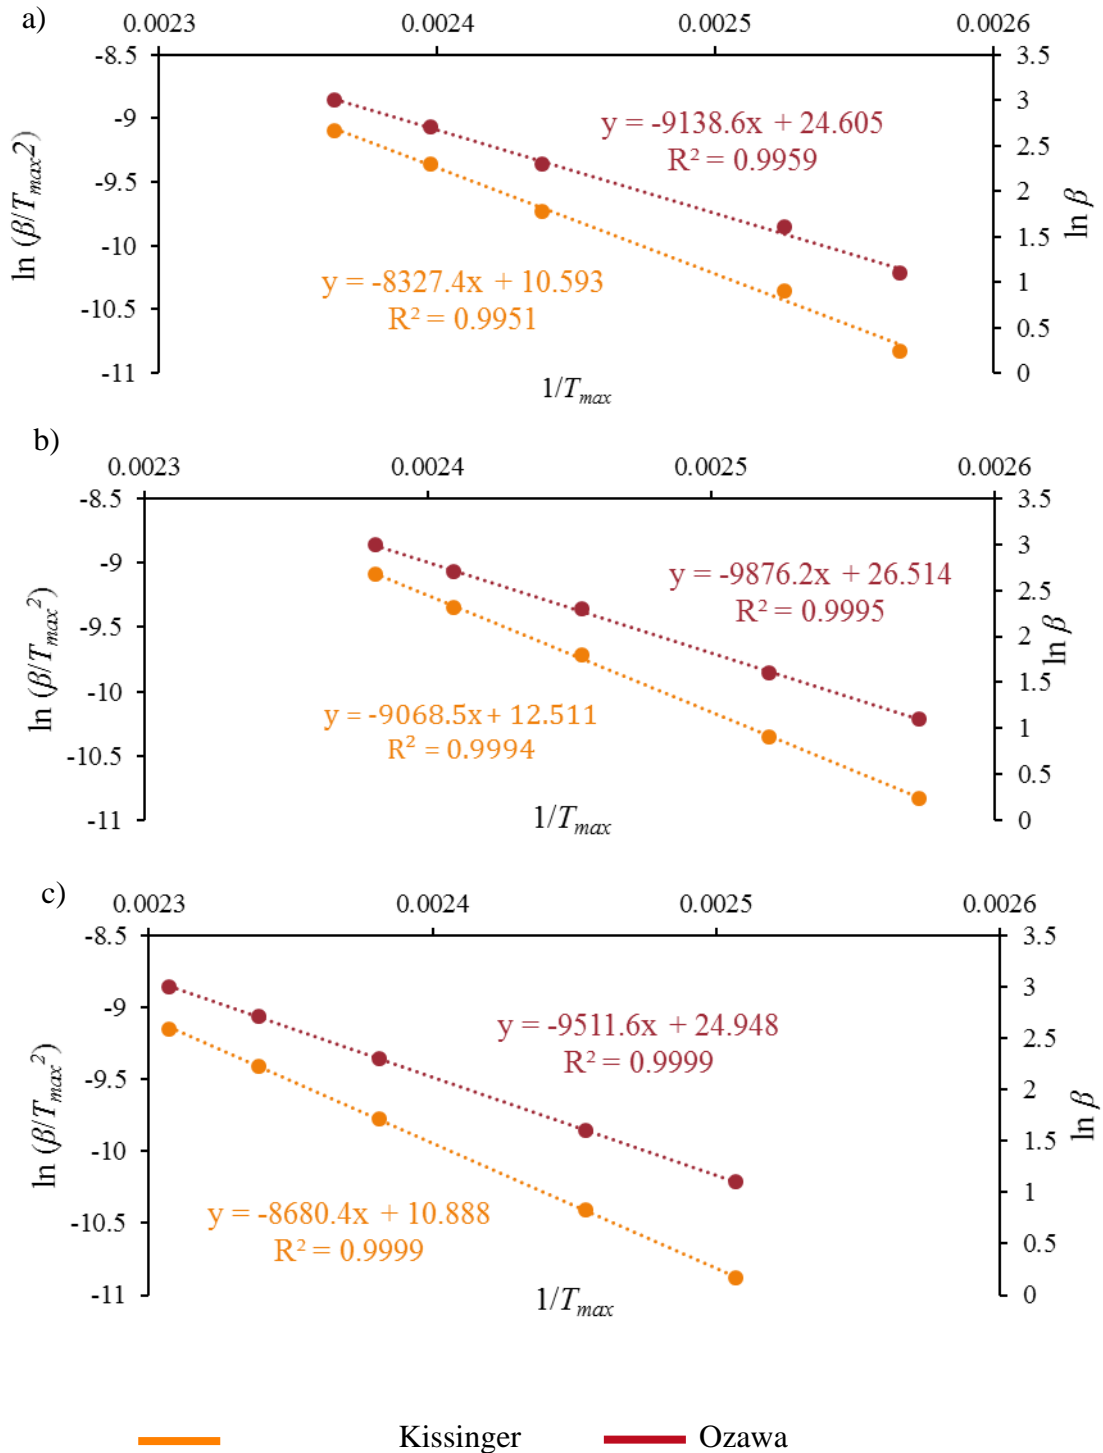 a)
0.0023 0.0024 0.0025 0.0026
-8.5 3.5
-9 3
-9.5 2.5
-10 2
-10.5 1.5
-11 1
0.5
0
ln (β/Tmax2)
ln β
y = -9138.6x + 24.605
R² = 0.9959
y = -8327.4x + 10.593
R² = 0.9951
1/Tmax
b)
0.0023 0.0024 0.0025 0.0026
-8.5 3.5
-9 3
-9.5 2.5
-10 2
-10.5 1.5
-11 1
0.5
0
ln (β/Tmax²)
ln β
y = -9876.2x + 26.514
R² = 0.9995
y = -9068.5x + 12.511
R² = 0.9994
1/Tmax
c)
0.0023 0.0024 0.0025 0.0026
-8.5 3.5
-9 3
-9.5 2.5
-10 2
-10.5 1.5
-11 1
0.5
0
ln (β/Tmax²)
ln β
y = -9511.6x + 24.948
R² = 0.9999
y = -8680.4x + 10.888
R² = 0.9999
1/Tmax
Kissinger Ozawa